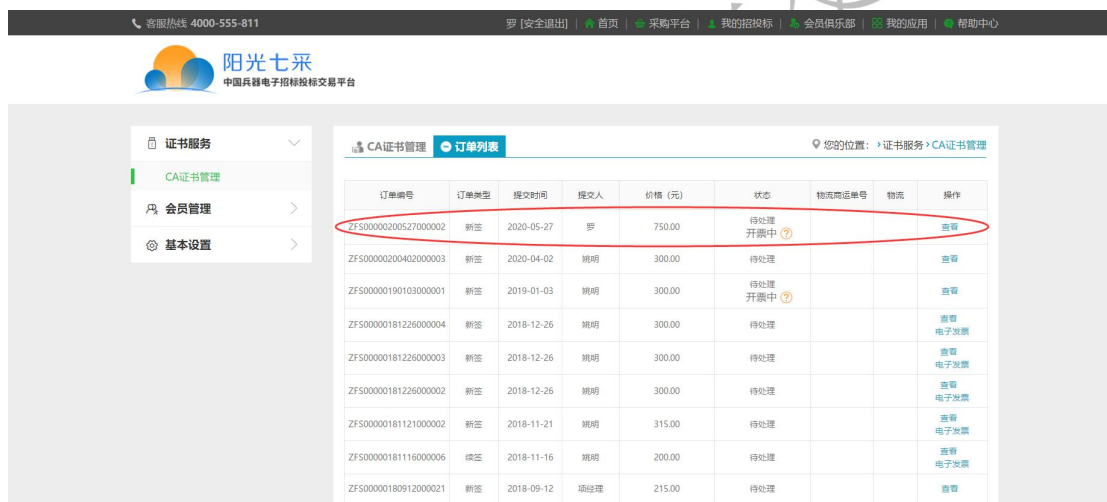 客服热线 4000-555-811
罗 [安全退出] | 首页 | 采购平台 | 我的招投标 | 会员俱乐部 | 我的应用 | 帮助中心
阳光七采
中国兵器电子招标投标交易平台
证书服务
CA证书管理
会员管理
基本设置
CA证书管理 订单列表 您的位置： ›证书服务›CA证书管理
订单编号 订单类型 提交时间 提交人 价格（元） 状态 物流商运单号 物流 操作
ZFS00000200527000002 新签 2020-05-27 罗 750.00 待处理 查看
开票中 ?
ZFS00000200402000003 新签 2020-04-02 姚明 300.00 待处理 查看
ZFS00000190103000001 新签 2019-01-03 姚明 300.00 待处理 查看
开票中 ?
ZFS00000181226000004 新签 2018-12-26 姚明 300.00 待处理 查看
电子发票
ZFS00000181226000003 新签 2018-12-26 姚明 300.00 待处理 查看
电子发票
ZFS00000181226000002 新签 2018-12-26 姚明 300.00 待处理 查看
电子发票
ZFS00000181121000002 新签 2018-11-21 姚明 315.00 待处理 查看
电子发票
ZFS00000181116000006 续签 2018-11-16 姚明 200.00 待处理 查看
电子发票
ZFS00000180912000021 新签 2018-09-12 项经理 215.00 待处理 查看